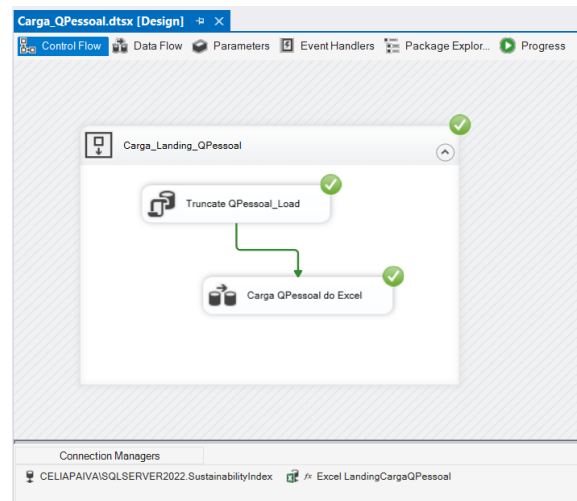 Carga_QPessoal.dtsx [Design]
Control Flow Data Flow Parameters Event Handlers Package Explor... Progress
Carga_Landing_QPessoal
Truncate QPessoal_Load
Carga QPessoal do Excel
Connection Managers
CELIAPAIVA\SQLSERVER2022.SustainabilityIndex fx Excel LandingCargaQPessoal